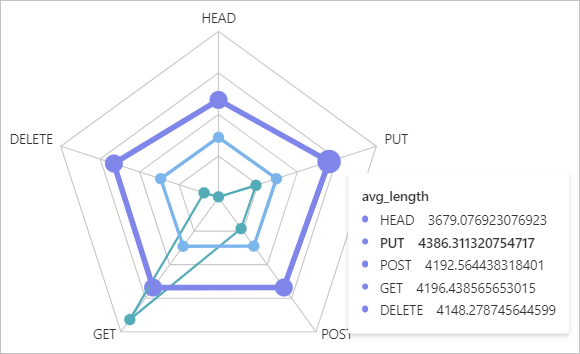 HEAD
DELETE
PUT
GET
POST
avg_length
HEAD 3679.076923076923
PUT 4386.311320754717
POST 4192.564438318401
GET 4196.438565653015
DELETE 4148.278745644599